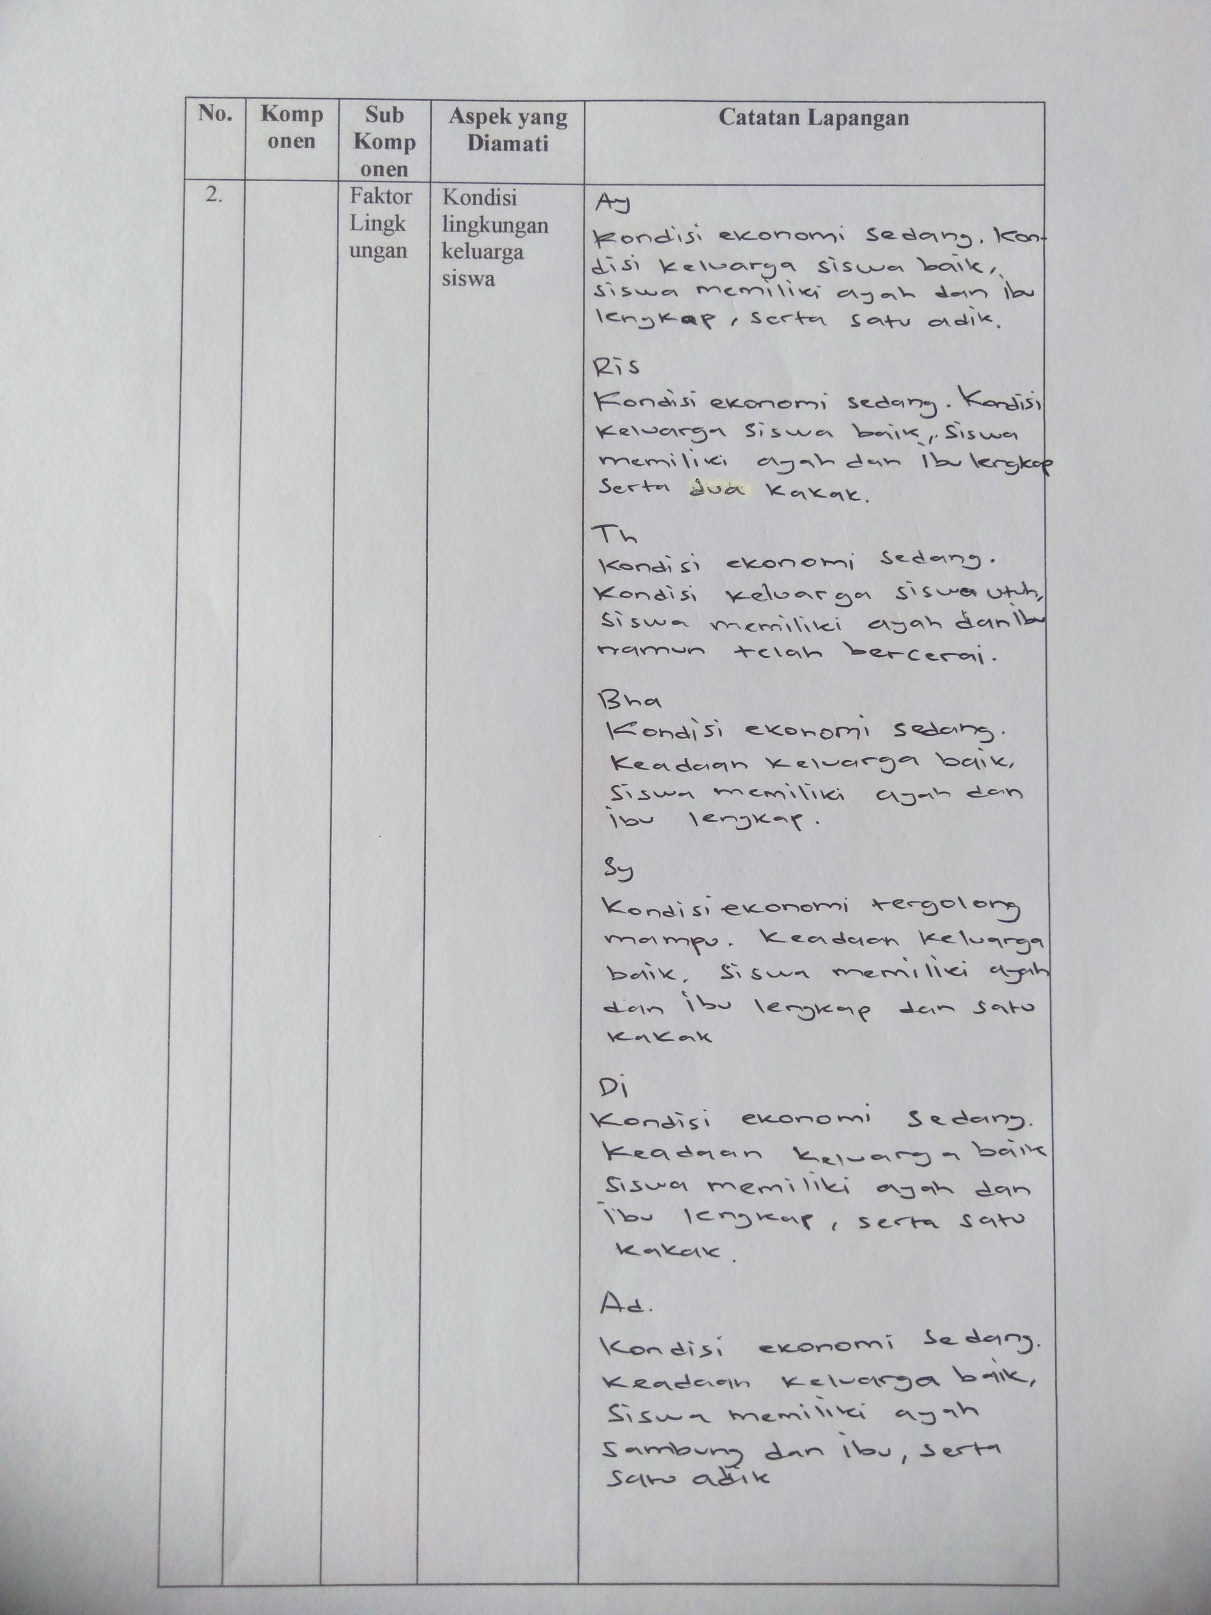 No.
Komp
onen
Sub
Komp
onen
Aspek yang
Diamati
Catatan Lapangan
2.
Faktor
Lingk
ungan
Kondisi
lingkungan
keluarga
siswa
Ay
Kondisi ekonomi sedang. Kon-
disi keluarga siswa baik,
siswa memiliki ayah dan ibu
lengkap, serta satu adik.
Ris
Kondisi ekonomi sedang. Kondisi
keluarga siswa baik, siswa
memiliki ayah dan ibu lengkap
serta dua kakak.
Th
Kondisi ekonomi sedang.
Kondisi keluarga siswa utuh,
siswa memiliki ayah dan ibu
namun telah bercerai.
Bha
Kondisi ekonomi sedang.
Keadaan keluarga baik,
siswa memiliki ayah dan
ibu lengkap.
Sy
Kondisi ekonomi tergolong
mampu. Keadaan keluarga
baik, siswa memiliki ayah
dan ibu lengkap dan satu
kakak
Di
Kondisi ekonomi sedang.
Keadaan keluarga baik
siswa memiliki ayah dan
ibu lengkap, serta satu
kakak.
Ad.
Kondisi ekonomi sedang.
Keadaan keluarga baik,
siswa memiliki ayah
sambung dan ibu, serta
satu adik